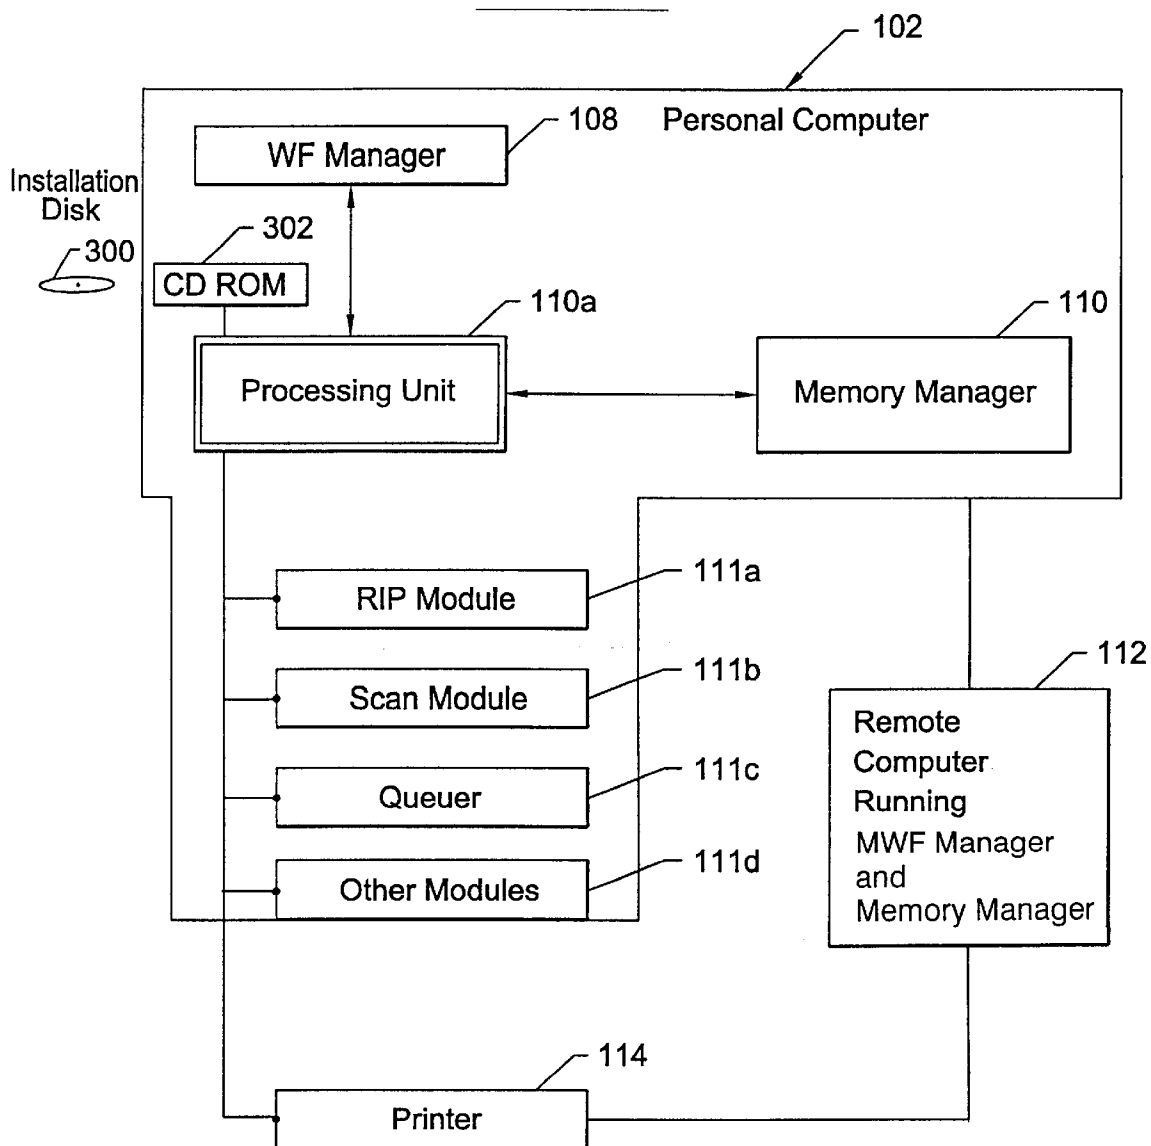 102
Personal Computer
108
WF Manager
Installation
Disk
300
302
CD ROM
110a
Processing Unit
110
Memory Manager
111a
RIP Module
111b
Scan Module
111c
Queuer
111d
Other Modules
112
Remote
Computer
Running
MWF Manager
and
Memory Manager
114
Printer